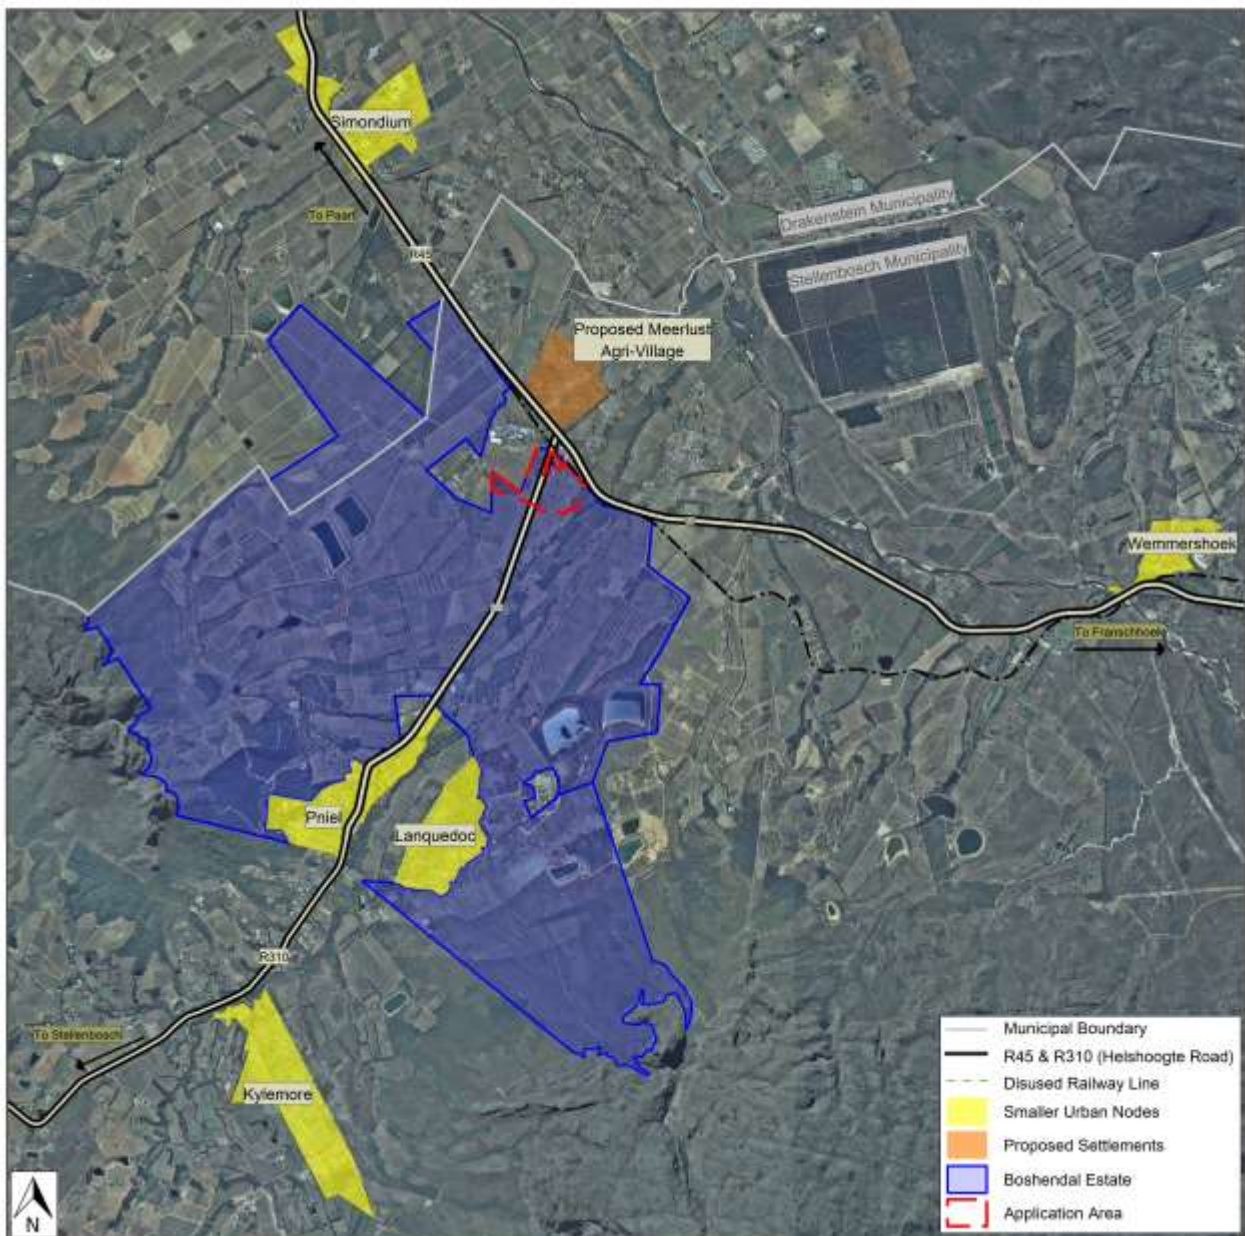 Simondium
To Paarl
R45
Drakenstein Municipality
Stellenbosch Municipality
Proposed Meerlust
Agri-Village
Wemmershoek
To Franschhoek
Pniel
Lanquedoc
R310
To Stellenbosch
Kylemore
N
Municipal Boundary
R45 & R310 (Helshoogte Road)
Disused Railway Line
Smaller Urban Nodes
Proposed Settlements
Boshendal Estate
Application Area